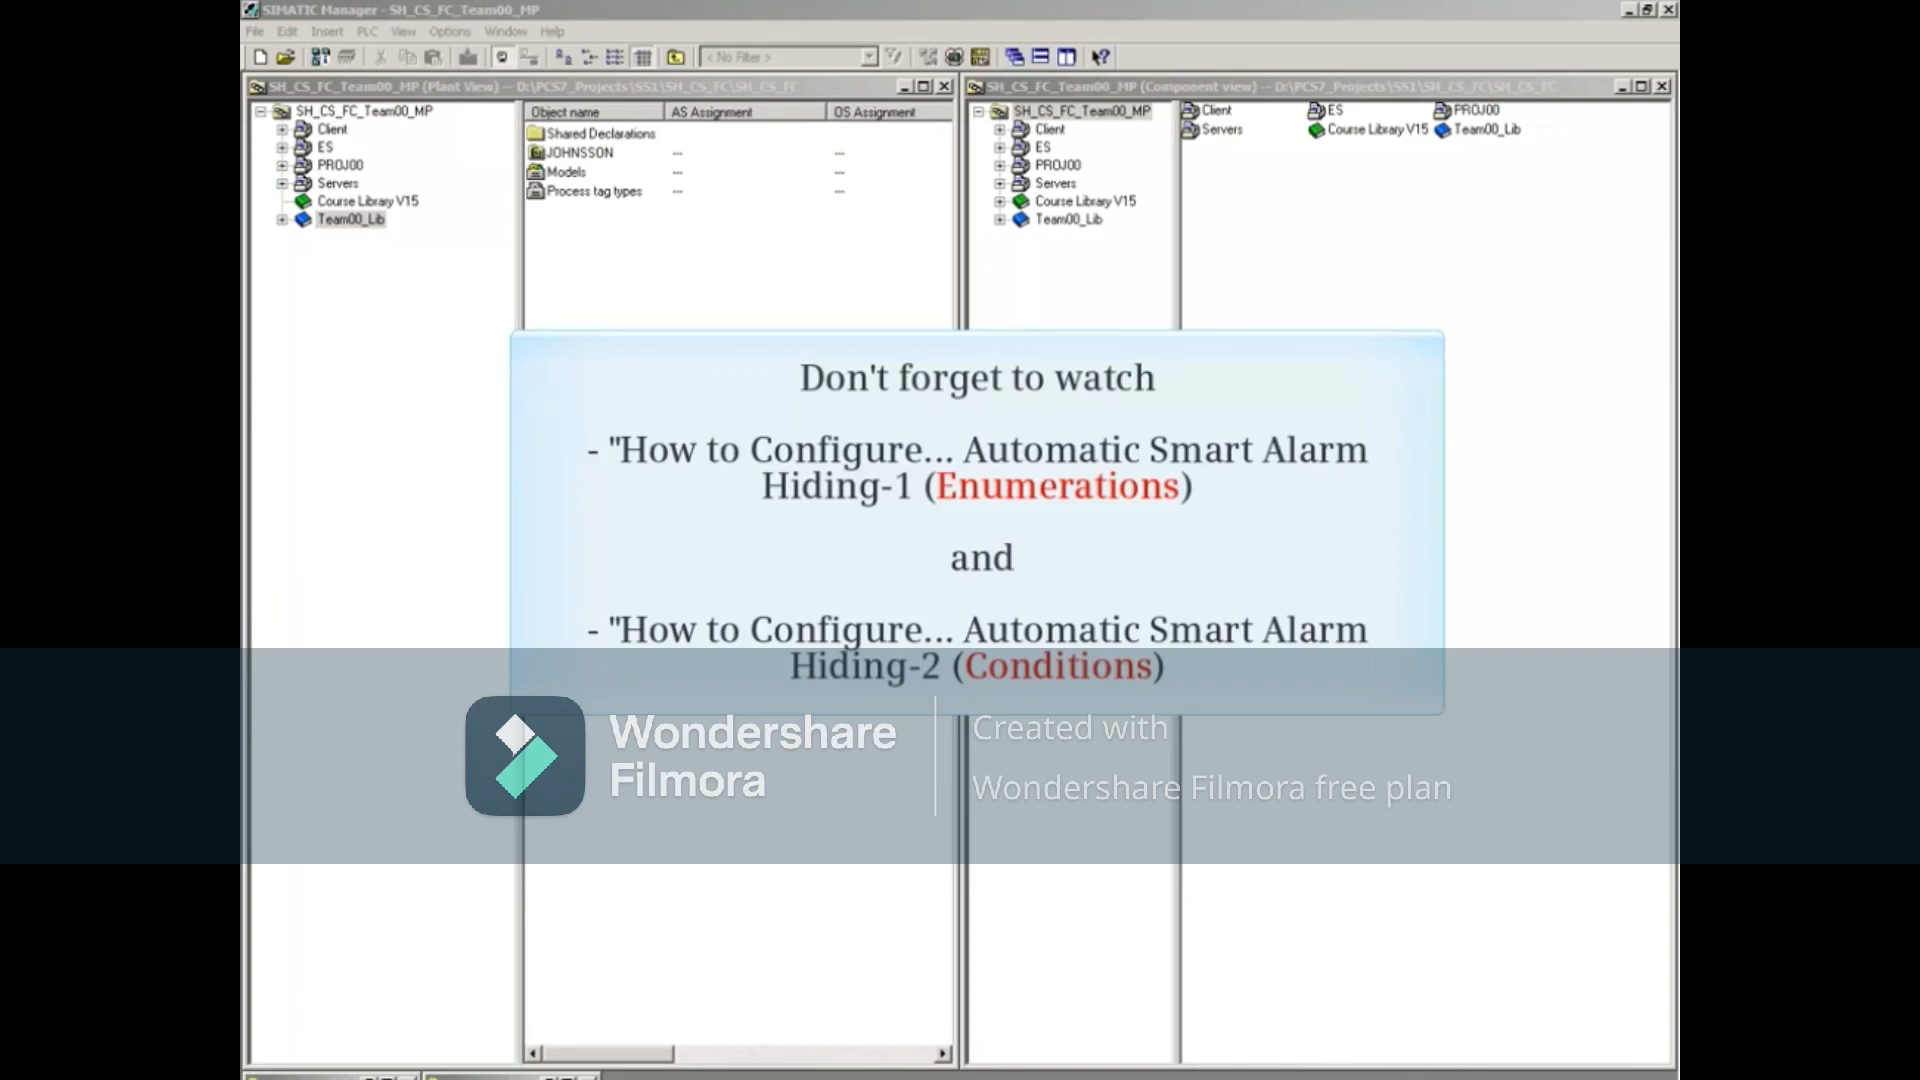 SIMATIC Manager - SH_CS_FC_Team00_MP
File Edit Insert PLC View Options Window Help
< No Filter >
SH_CS_FC_Team00_MP (Plant View) -- D:\PCS7_Projects\SS1\SH_CS_FC\SH_CS_FC
SH_CS_FC_Team00_MP
Client
ES
PROJ00
Servers
Course Library V15
Team00_Lib
Object name AS Assignment OS Assignment
Shared Declarations
JOHNSSON --- ---
Models --- ---
Process tag types --- ---
SH_CS_FC_Team00_MP (Component view) -- D:\PCS7_Projects\SS1\SH_CS_FC\SH_CS_FC
SH_CS_FC_Team00_MP
Client
ES
PROJ00
Servers
Course Library V15
Team00_Lib
Client ES PROJ00
Servers Course Library V15 Team00_Lib
Don't forget to watch
- "How to Configure... Automatic Smart Alarm
Hiding-1 (Enumerations)
and
- "How to Configure... Automatic Smart Alarm
Hiding-2 (Conditions)
Wondershare
Filmora
Created with
Wondershare Filmora free plan